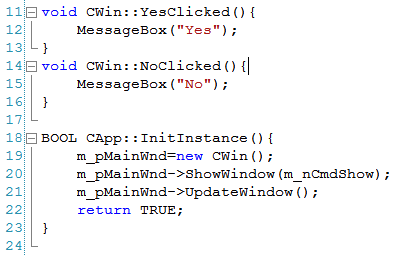 11 void CWin::YesClicked(){
12     MessageBox("Yes");
13 }
14 void CWin::NoClicked(){
15     MessageBox("No");
16 }
17
18 BOOL CApp::InitInstance(){
19     m_pMainWnd=new CWin();
20     m_pMainWnd->ShowWindow(m_nCmdShow);
21     m_pMainWnd->UpdateWindow();
22     return TRUE;
23 }
24